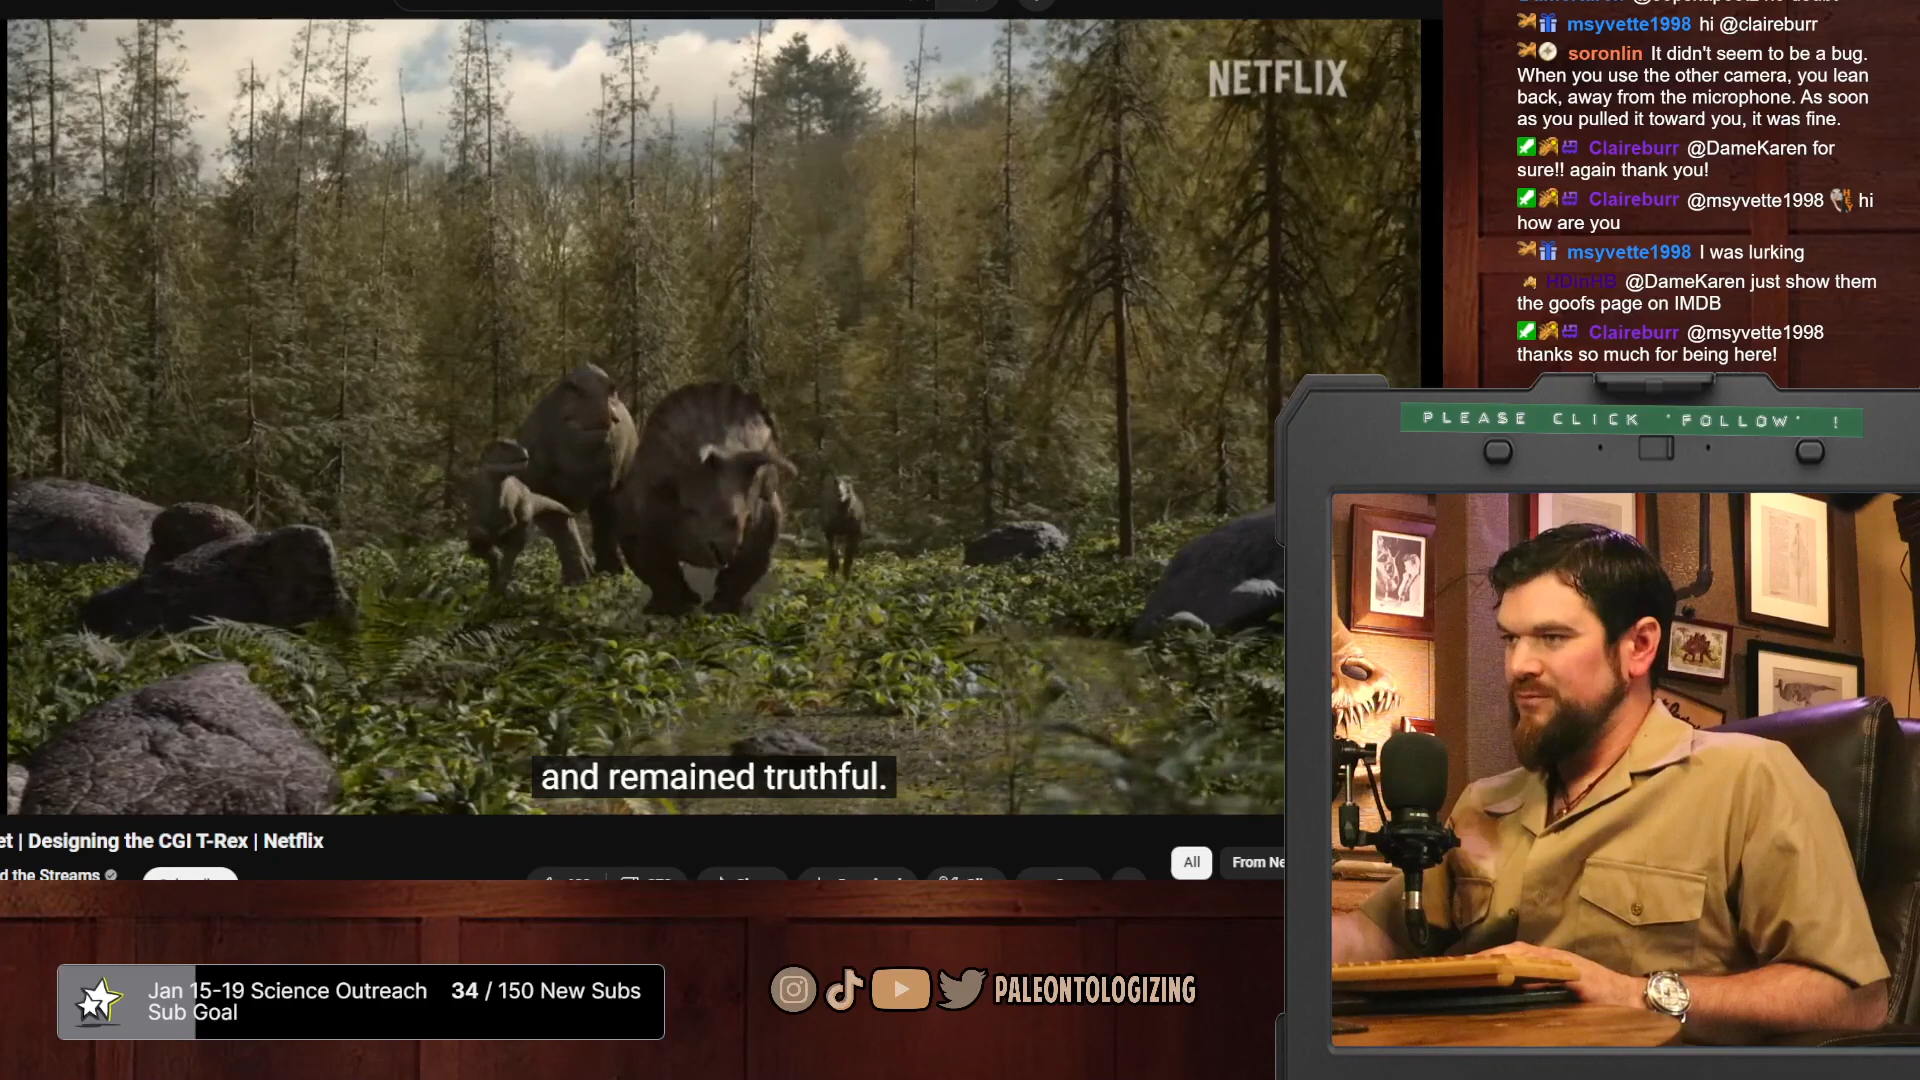 NETFLIX
and remained truthful.
et | Designing the CGI T-Rex | Netflix
d the Streams
All
From Ne
msyvette1998 hi @claireburr
soronlin It didn't seem to be a bug.
When you use the other camera, you lean
back, away from the microphone. As soon
as you pulled it toward you, it was fine.
Claireburr @DameKaren for
sure!! again thank you!
Claireburr @msyvette1998 hi
how are you
msyvette1998 I was lurking
HDinHB @DameKaren just show them
the goofs page on IMDB
Claireburr @msyvette1998
thanks so much for being here!
PLEASE CLICK "FOLLOW" !
Jan 15-19 Science Outreach 34 / 150 New Subs
Sub Goal
PALEONTOLOGIZING